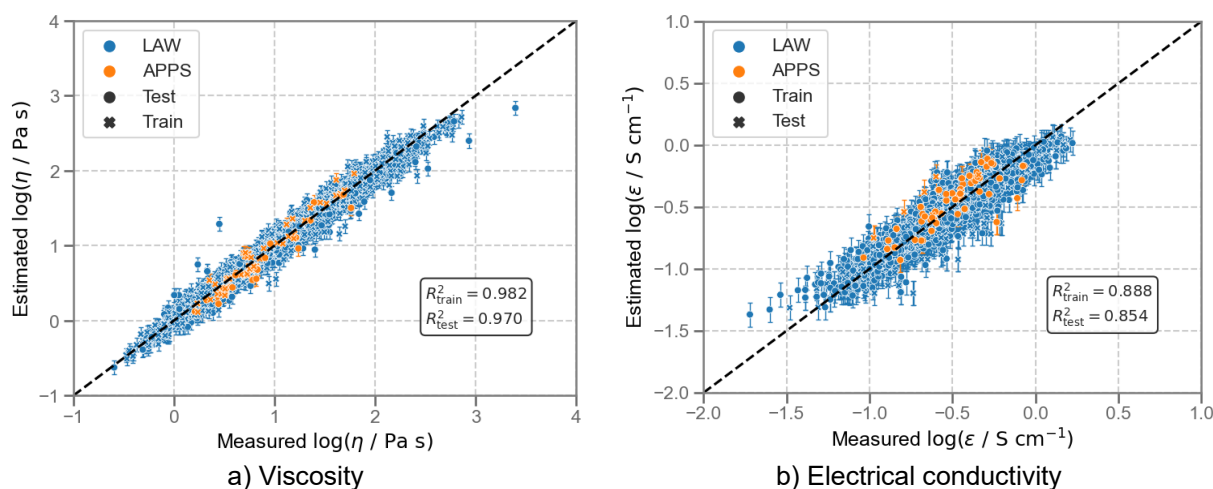 4
3
2
1
0
−1
−1
0
1
2
3
4
Estimated log(η / Pa s)
Measured log(η / Pa s)
LAW
APPS
Test
Train
R²train = 0.982
R²test = 0.970
a) Viscosity
1.0
0.5
0.0
−0.5
−1.0
−1.5
−2.0
−2.0
−1.5
−1.0
−0.5
0.0
0.5
1.0
Estimated log(ε / S cm⁻¹)
Measured log(ε / S cm⁻¹)
LAW
APPS
Train
Test
R²train = 0.888
R²test = 0.854
b) Electrical conductivity